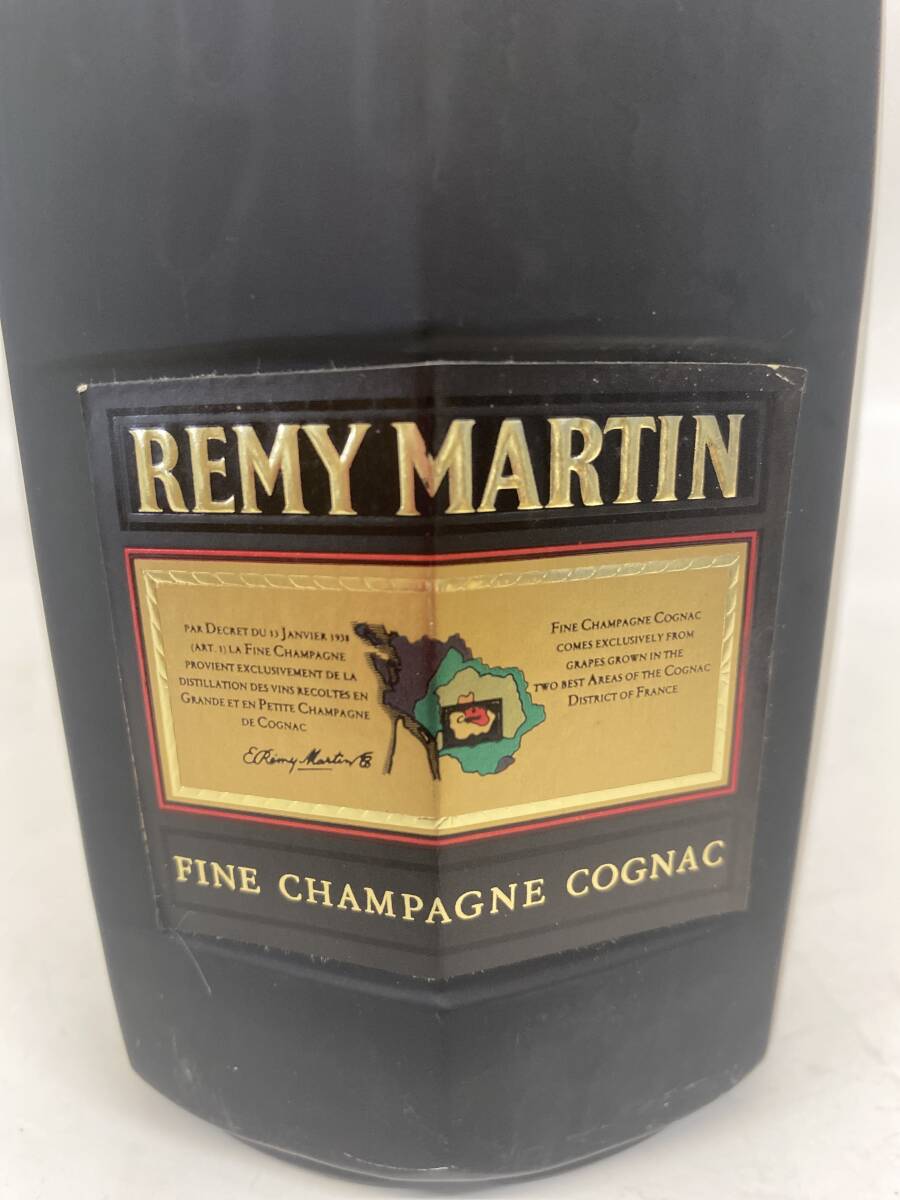 REMY MARTIN
PAR DECRET DU 13 JANVIER 1938
(ART. 1) LA FINE CHAMPAGNE
PROVIENT EXCLUSIVEMENT DE LA
DISTILLATION DES VINS RECOLTES EN
GRANDE ET EN PETITE CHAMPAGNE
DE COGNAC
E. Rémy Martin
FINE CHAMPAGNE COGNAC
COMES EXCLUSIVELY FROM
GRAPES GROWN IN THE
TWO BEST AREAS OF THE COGNAC
DISTRICT OF FRANCE
FINE CHAMPAGNE COGNAC